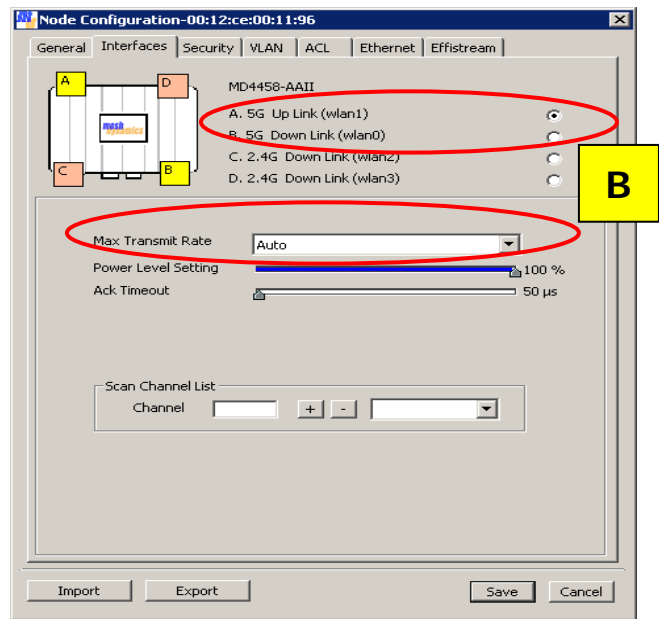 Node Configuration-00:12:ce:00:11:96
General Interfaces Security VLAN ACL Ethernet Effistream
A D
mesh dynamics
C B
MD4458-AAII
A. 5G Up Link (wlan1)
B. 5G Down Link (wlan0)
C. 2.4G Down Link (wlan2)
D. 2.4G Down Link (wlan3)
B
Max Transmit Rate Auto
Power Level Setting 100 %
Ack Timeout 50 µs
Scan Channel List
Channel + -
Import Export Save Cancel